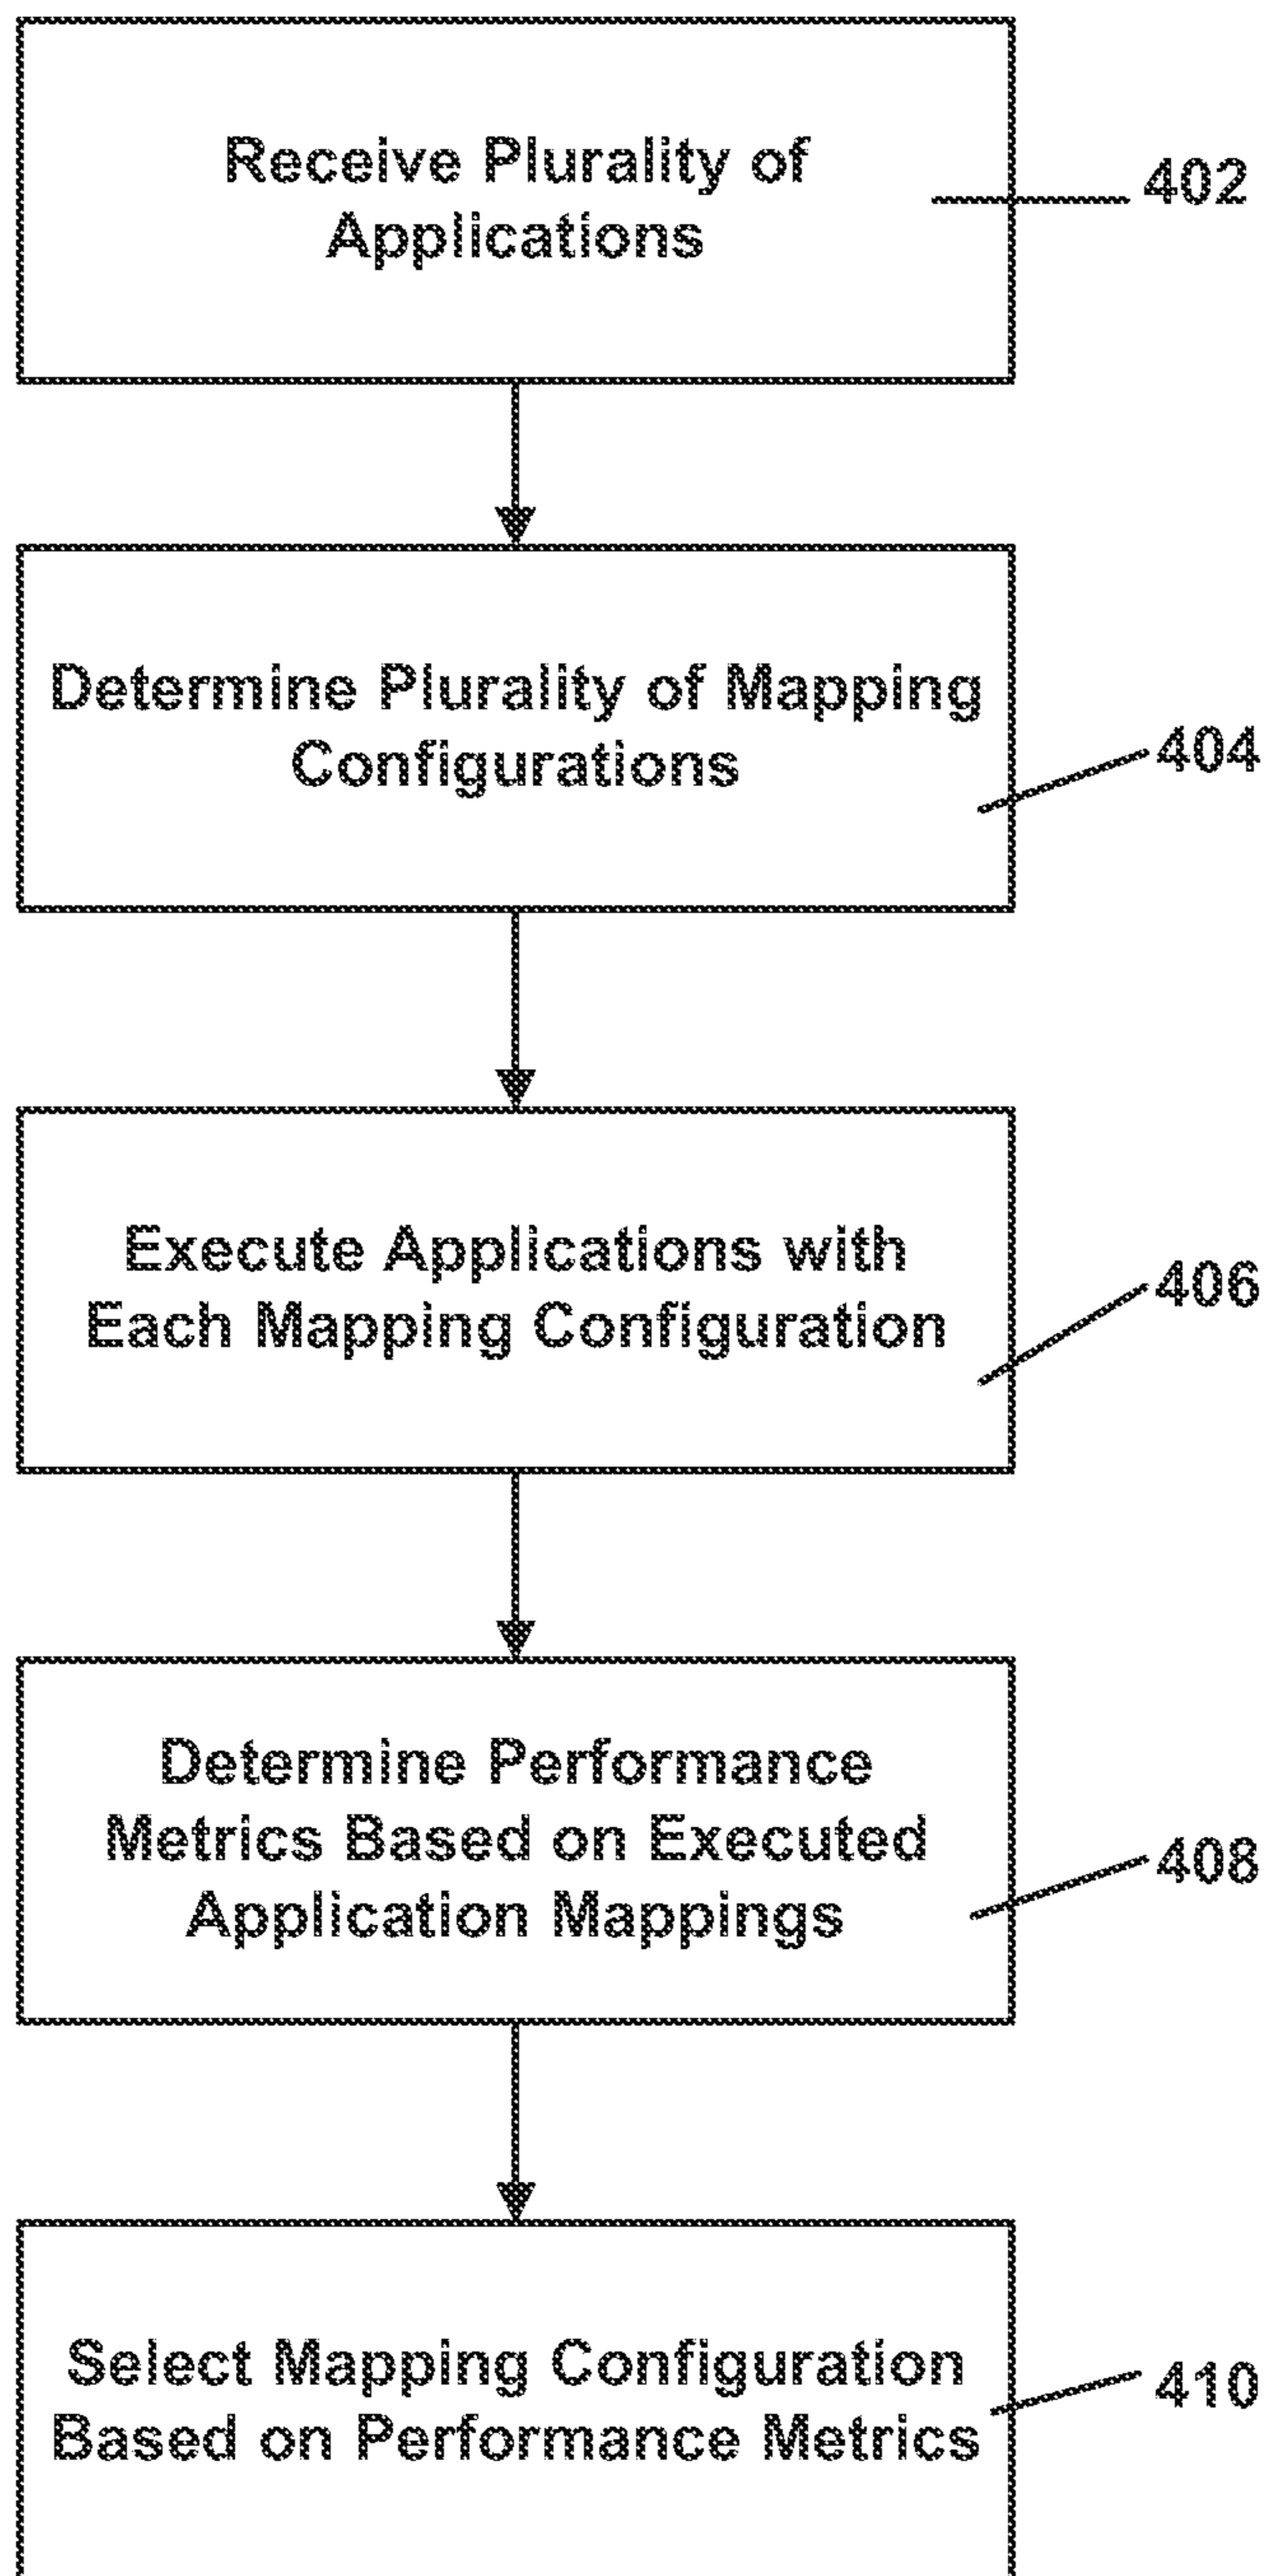 Receive Plurality of
Applications
402
Determine Plurality of Mapping
Configurations
404
Execute Applications with
Each Mapping Configuration
406
Determine Performance
Metrics Based on Executed
Application Mappings
408
Select Mapping Configuration
Based on Performance Metrics
410